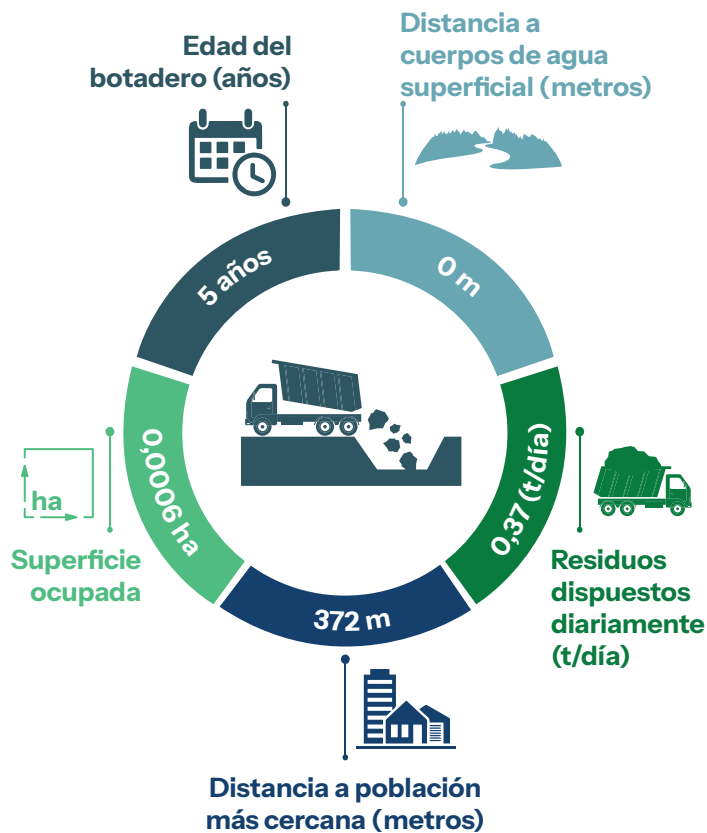 Edad del
botadero (años)
Distancia a
cuerpos de agua
superficial (metros)
5 años
0 m
0,0006 ha
0,37 (t/día)
372 m
ha
Superficie
ocupada
Residuos
dispuestos
diariamente
(t/día)
Distancia a población
más cercana (metros)